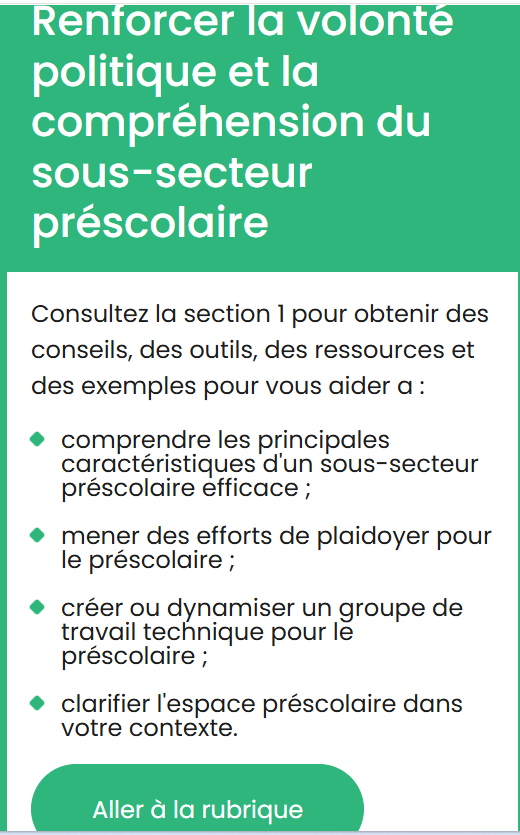 Renforcer la volonté
politique et la
compréhension du
sous-secteur
préscolaire
Consultez la section 1 pour obtenir des
conseils, des outils, des ressources et
des exemples pour vous aider a :
comprendre les principales
caractéristiques d'un sous-secteur
préscolaire efficace ;
mener des efforts de plaidoyer pour
le préscolaire ;
créer ou dynamiser un groupe de
travail technique pour le
préscolaire ;
clarifier l'espace préscolaire dans
votre contexte.
Aller à la rubrique